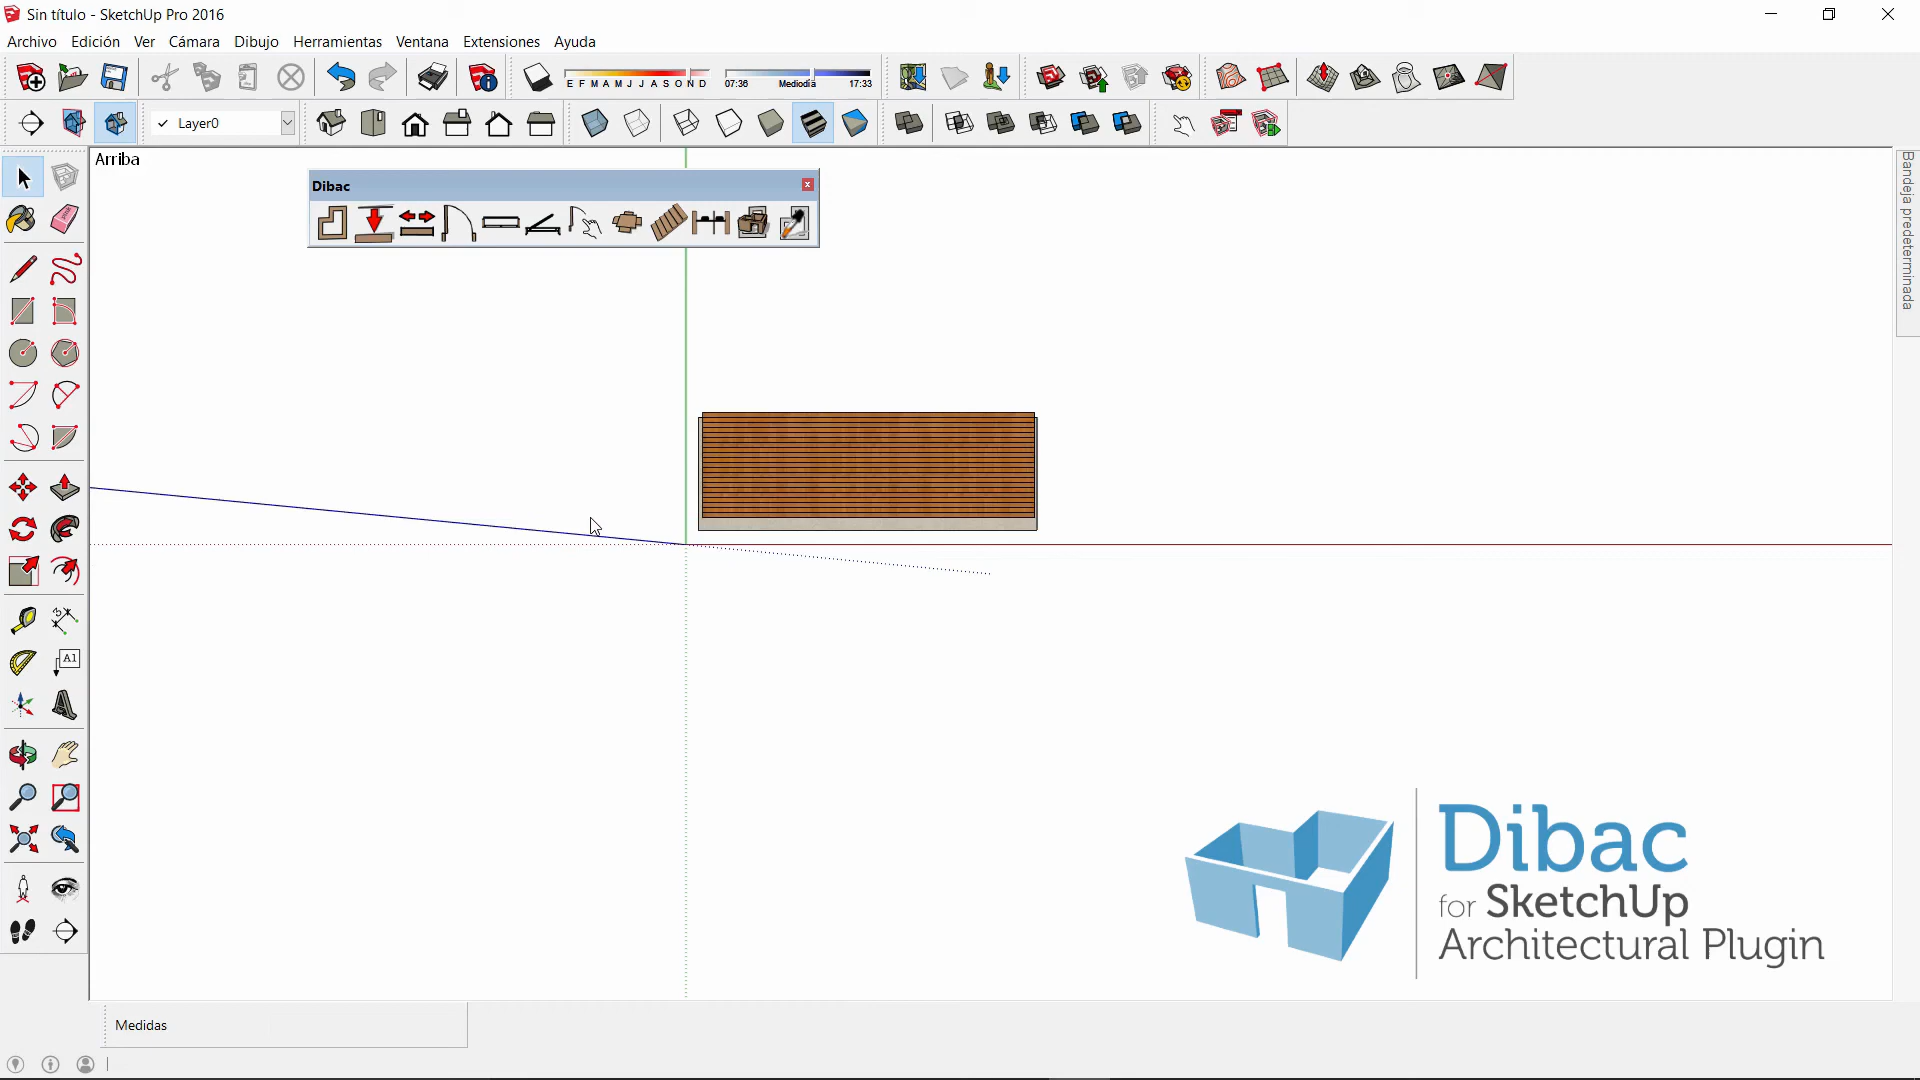 Sin título - SketchUp Pro 2016
Archivo Edición Ver Cámara Dibujo Herramientas Ventana Extensiones Ayuda
E F M A M J J A S O N D 07:36 Mediodía 17:33
Layer0
Arriba
Dibac
A1
Bandeja predeterminada
Dibac
for SketchUp
Architectural Plugin
Medidas